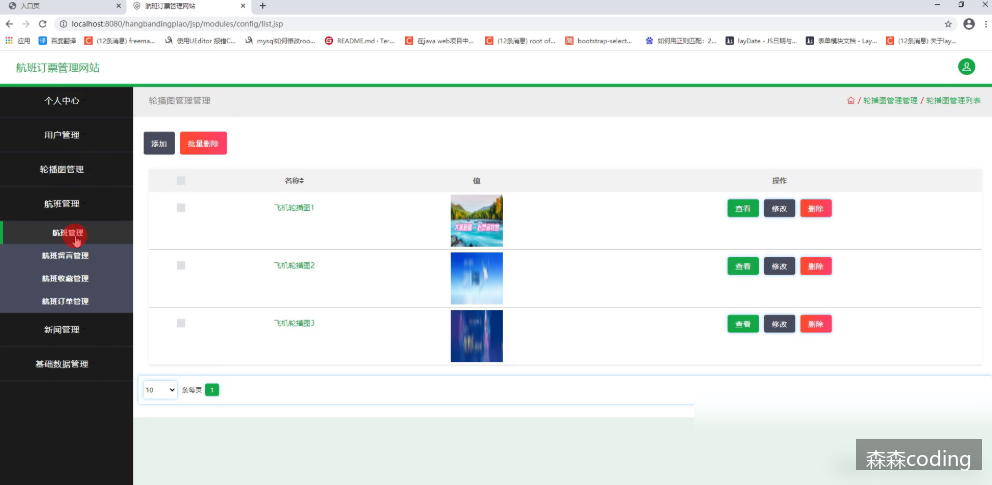 入口页
航班订票管理网站
localhost:8080/hangbandingpiao/jsp/modules/config/list.jsp
应用
百度翻译
(12条消息) freema...
使用UEditor 报错C...
mysql如何修改roo...
README.md · Ter...
在java web项目中...
(12条消息) root of...
bootstrap-select...
如何用正则匹配：2...
layDate - JS日期与...
表单模块文档 - Lay...
(12条消息) 关于lay...
航班订票管理网站
个人中心
用户管理
轮播图管理
航班管理
航班管理
航班留言管理
航班收藏管理
航班订单管理
新闻管理
基础数据管理
轮播图管理管理
/ 轮播图管理管理 / 轮播图管理列表
添加
批量删除
名称
值
操作
飞机轮播图1
查看
修改
删除
飞机轮播图2
查看
修改
删除
飞机轮播图3
查看
修改
删除
10
条每页
1
森森coding